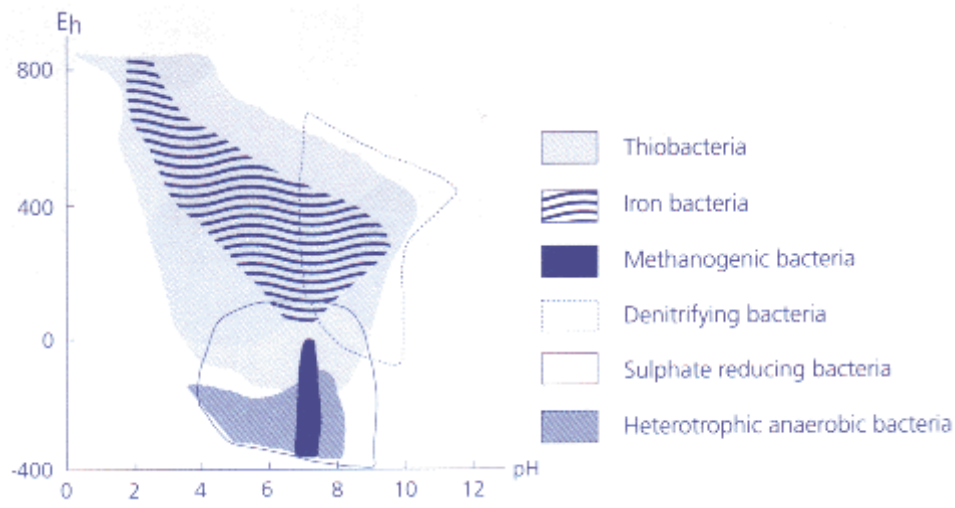 Eh
800
400
0
-400
0 2 4 6 8 10 12 pH
Thiobacteria
Iron bacteria
Methanogenic bacteria
Denitrifying bacteria
Sulphate reducing bacteria
Heterotrophic anaerobic bacteria